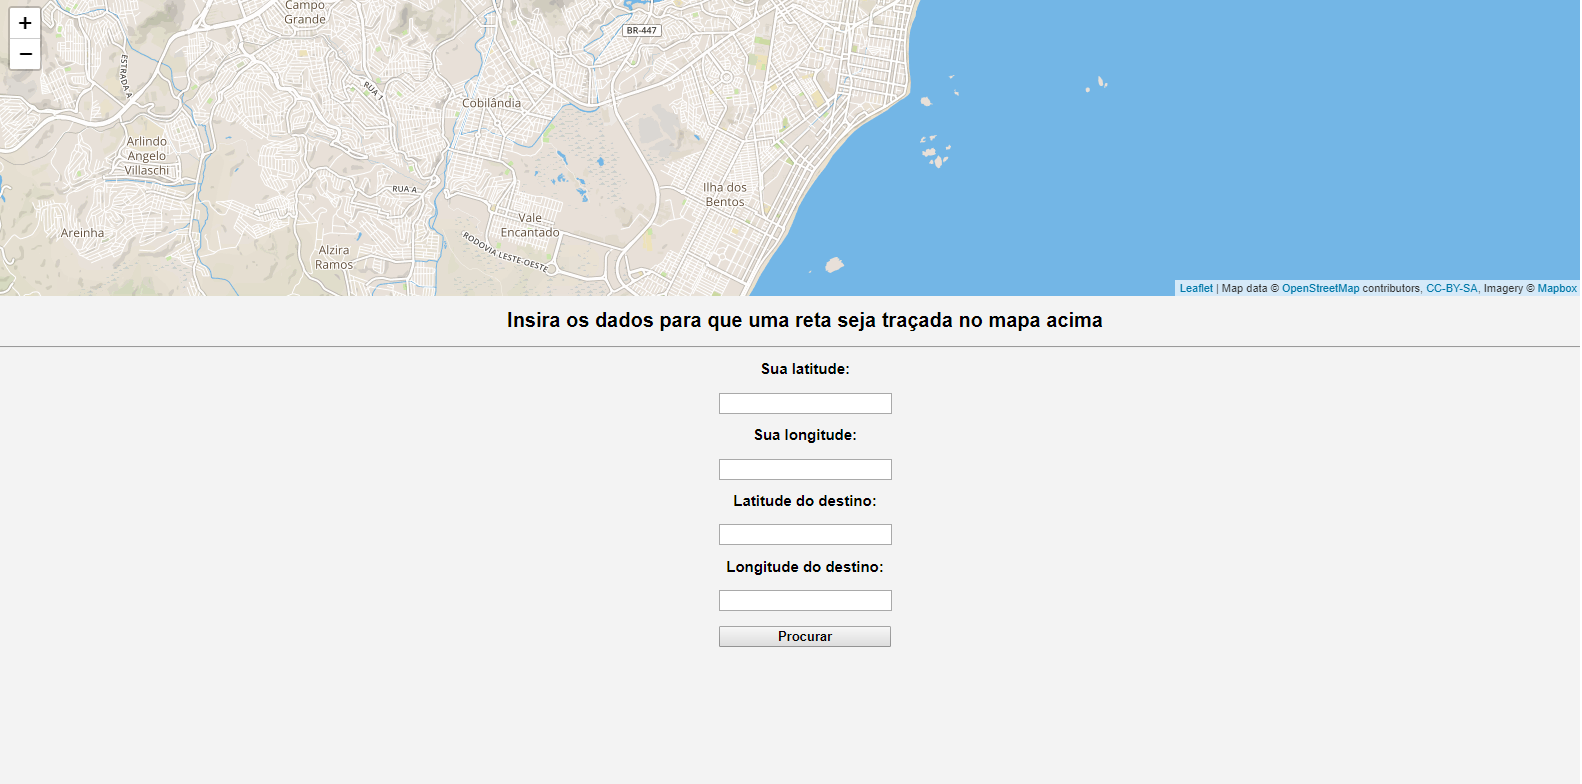 +
−
Campo
Grande
BR-447
ESTRADA A
RUA 1
Cobilândia
Arlindo
Angelo
Villaschi
RUA A
Ilha dos
Bentos
Vale
Encantado
Areinha
Alzira
Ramos
RODOVIA LESTE-OESTE
Leaflet | Map data © OpenStreetMap contributors, CC-BY-SA, Imagery © Mapbox
Insira os dados para que uma reta seja traçada no mapa acima
Sua latitude:
Sua longitude:
Latitude do destino:
Longitude do destino:
Procurar